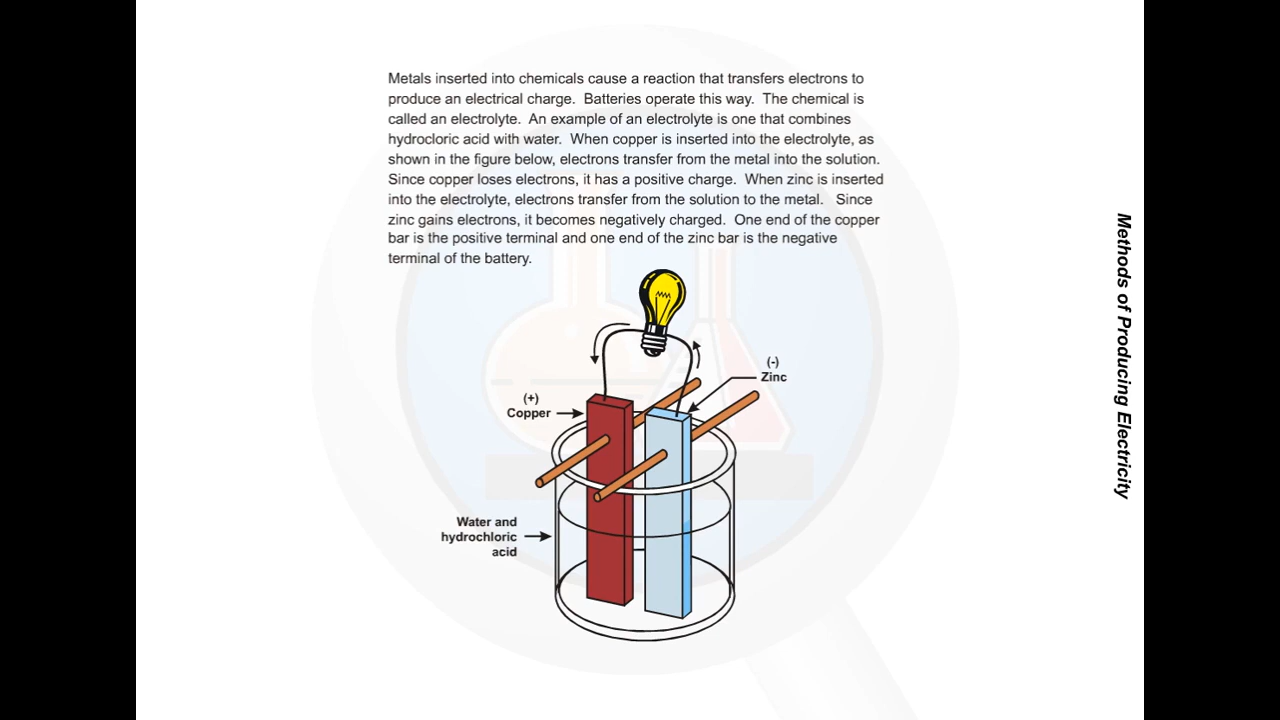 Metals inserted into chemicals cause a reaction that transfers electrons to
produce an electrical charge.  Batteries operate this way.  The chemical is
called an electrolyte.  An example of an electrolyte is one that combines
hydrocloric acid with water.  When copper is inserted into the electrolyte, as
shown in the figure below, electrons transfer from the metal into the solution.
Since copper loses electrons, it has a positive charge.  When zinc is inserted
into the electrolyte, electrons transfer from the solution to the metal.   Since
zinc gains electrons, it becomes negatively charged.  One end of the copper
bar is the positive terminal and one end of the zinc bar is the negative
terminal of the battery.
(-)
Zinc
(+)
Copper
Water and
hydrochloric
acid
Methods of Producing Electricity